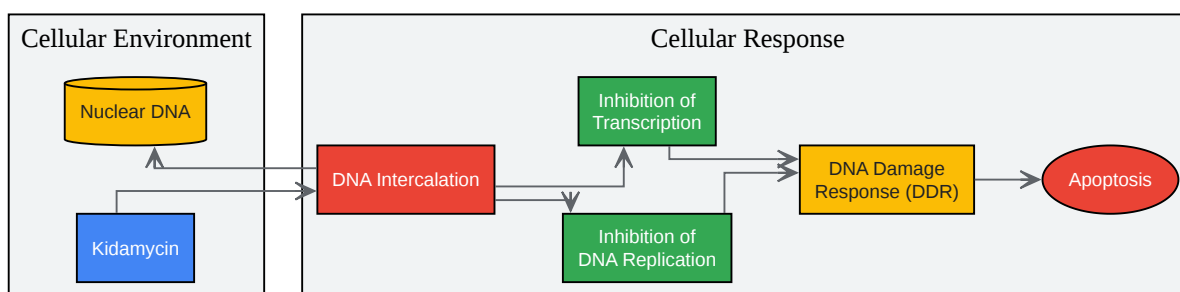 Cellular Environment
Nuclear DNA
Kidamycin
Cellular Response
DNA Intercalation
Inhibition of
Transcription
Inhibition of
DNA Replication
DNA Damage
Response (DDR)
Apoptosis